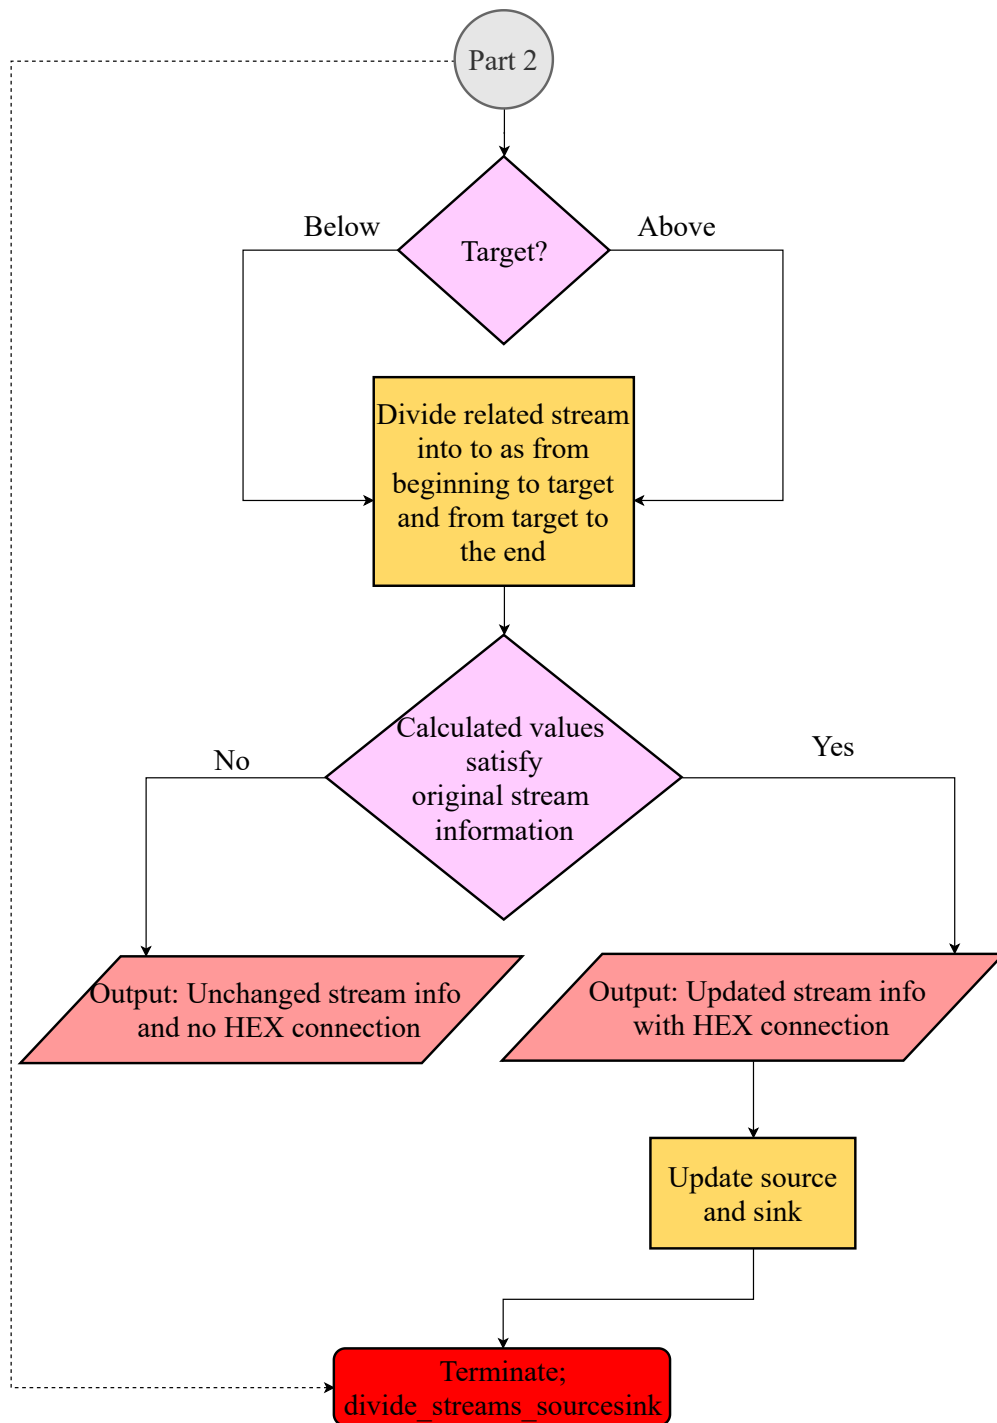 Part 2
Below
Above
Target?
Divide related stream
into to as from
beginning to target
and from target to
the end
No
Yes
Calculated values
satisfy
original stream
information
Output: Unchanged stream info
and no HEX connection
Output: Updated stream info
with HEX connection
Update source
and sink
Terminate;
divide_streams_sourcesink